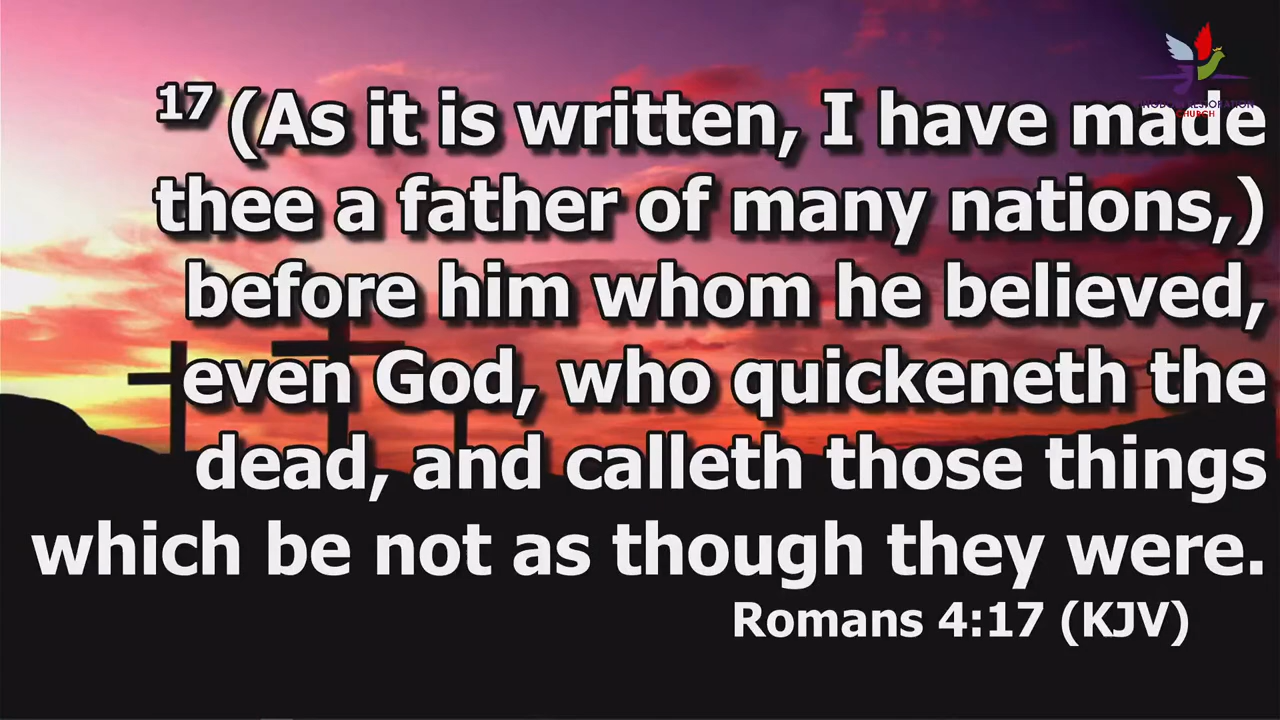 17 (As it is written, I have made
thee a father of many nations,)
before him whom he believed,
even God, who quickeneth the
dead, and calleth those things
which be not as though they were.
Romans 4:17 (KJV)
CHURCH